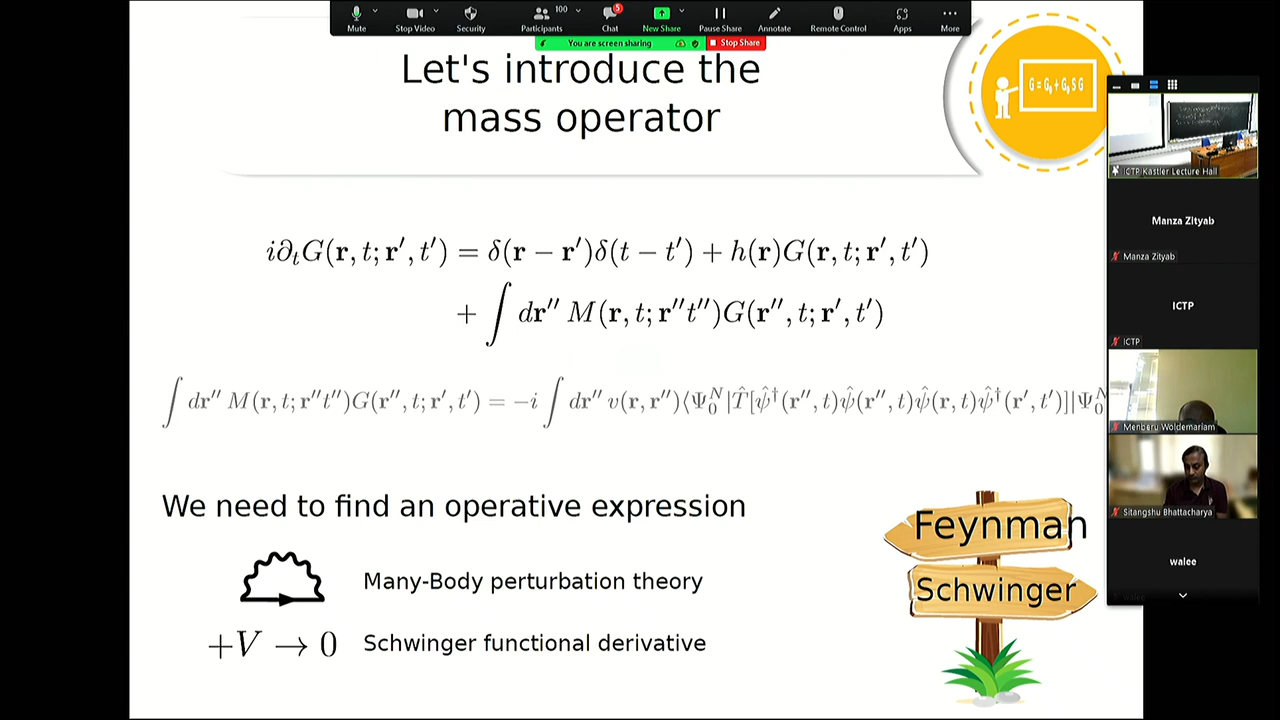 Mute
Stop Video
Security
Participants
100
Chat
5
New Share
Pause Share
Annotate
Remote Control
Apps
More
You are screen sharing
Stop Share
Let's introduce the
mass operator
G = G₀ + G₀ S G
i∂ₜG(r, t; r′, t′) = δ(r − r′)δ(t − t′) + h(r)G(r, t; r′, t′)
+ ∫ dr″ M(r, t; r″t″)G(r″, t; r′, t′)
∫ dr″ M(r, t; r″t″)G(r″, t; r′, t′) = −i ∫ dr″ v(r, r″)⟨Ψ₀ᴺ|T̂[ψ̂†(r″, t)ψ̂(r″, t)ψ̂(r, t)ψ̂†(r′, t′)]|Ψ₀ᴺ
We need to find an operative expression
Many-Body perturbation theory
+V → 0 Schwinger functional derivative
Feynman
Schwinger
ICTP Kastler Lecture Hall
Manza Zityab
Manza Zityab
ICTP
ICTP
Menberu Woldemariam
Sitangshu Bhattacharya
walee
walee